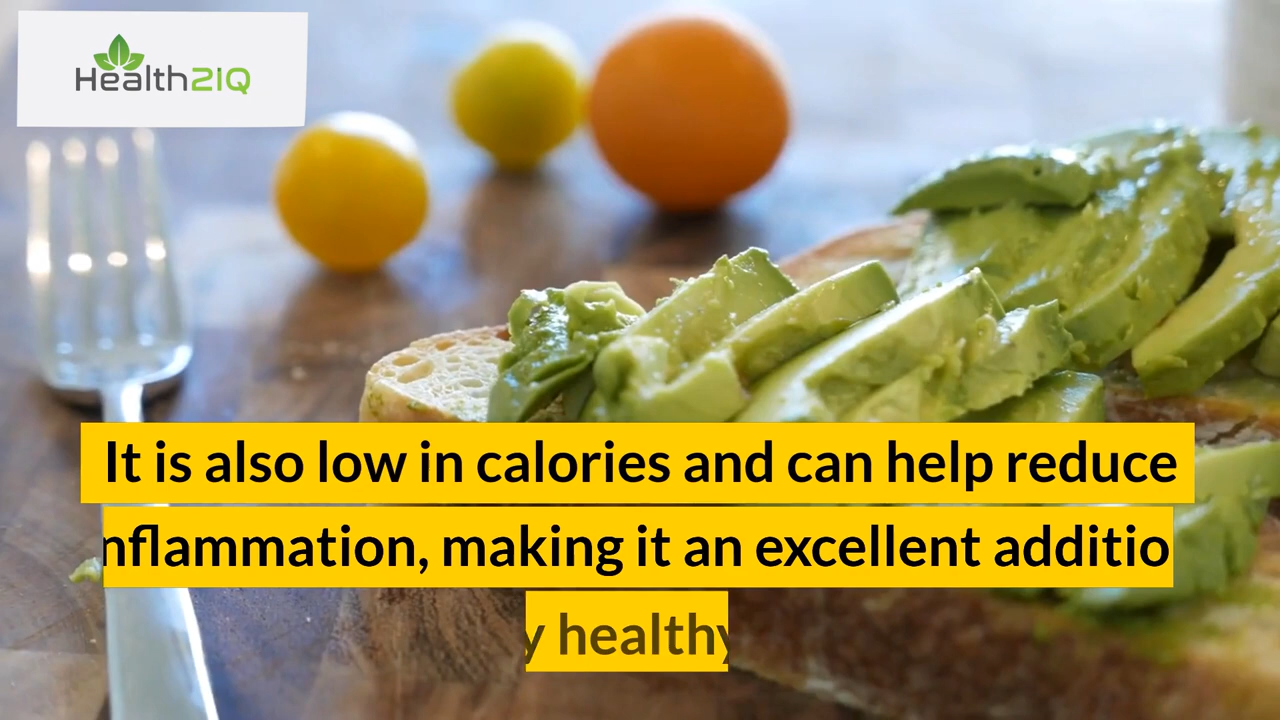 Health2IQ
It is also low in calories and can help reduce
nflammation, making it an excellent additio
y healthy